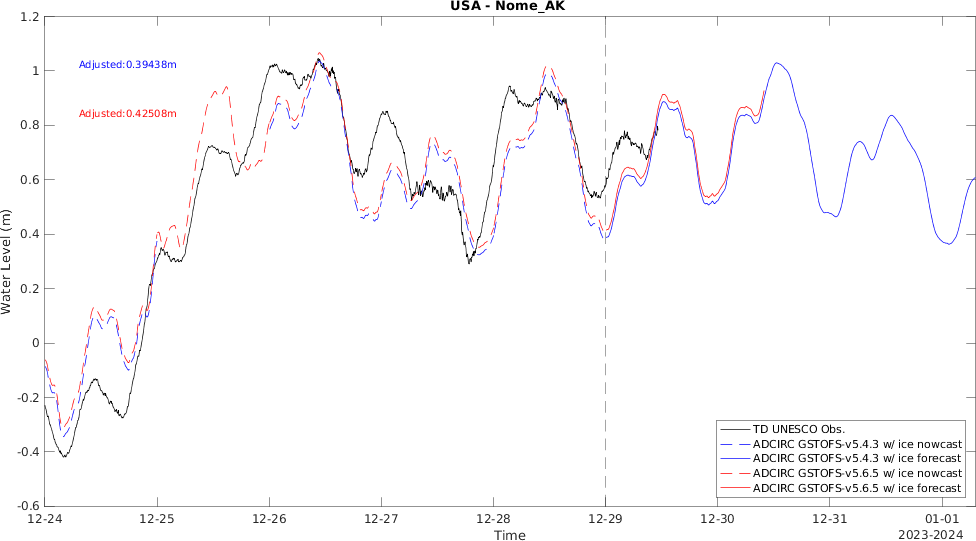 USA - Nome_AK
Adjusted:0.39438m
Adjusted:0.42508m
Water Level (m)
1.2
1
0.8
0.6
0.4
0.2
0
-0.2
-0.4
-0.6
TD UNESCO Obs.
ADCIRC GSTOFS-v5.4.3 w/ ice nowcast
ADCIRC GSTOFS-v5.4.3 w/ ice forecast
ADCIRC GSTOFS-v5.6.5 w/ ice nowcast
ADCIRC GSTOFS-v5.6.5 w/ ice forecast
12-24 12-25 12-26 12-27 12-28 12-29 12-30 12-31 01-01
Time
2023-2024